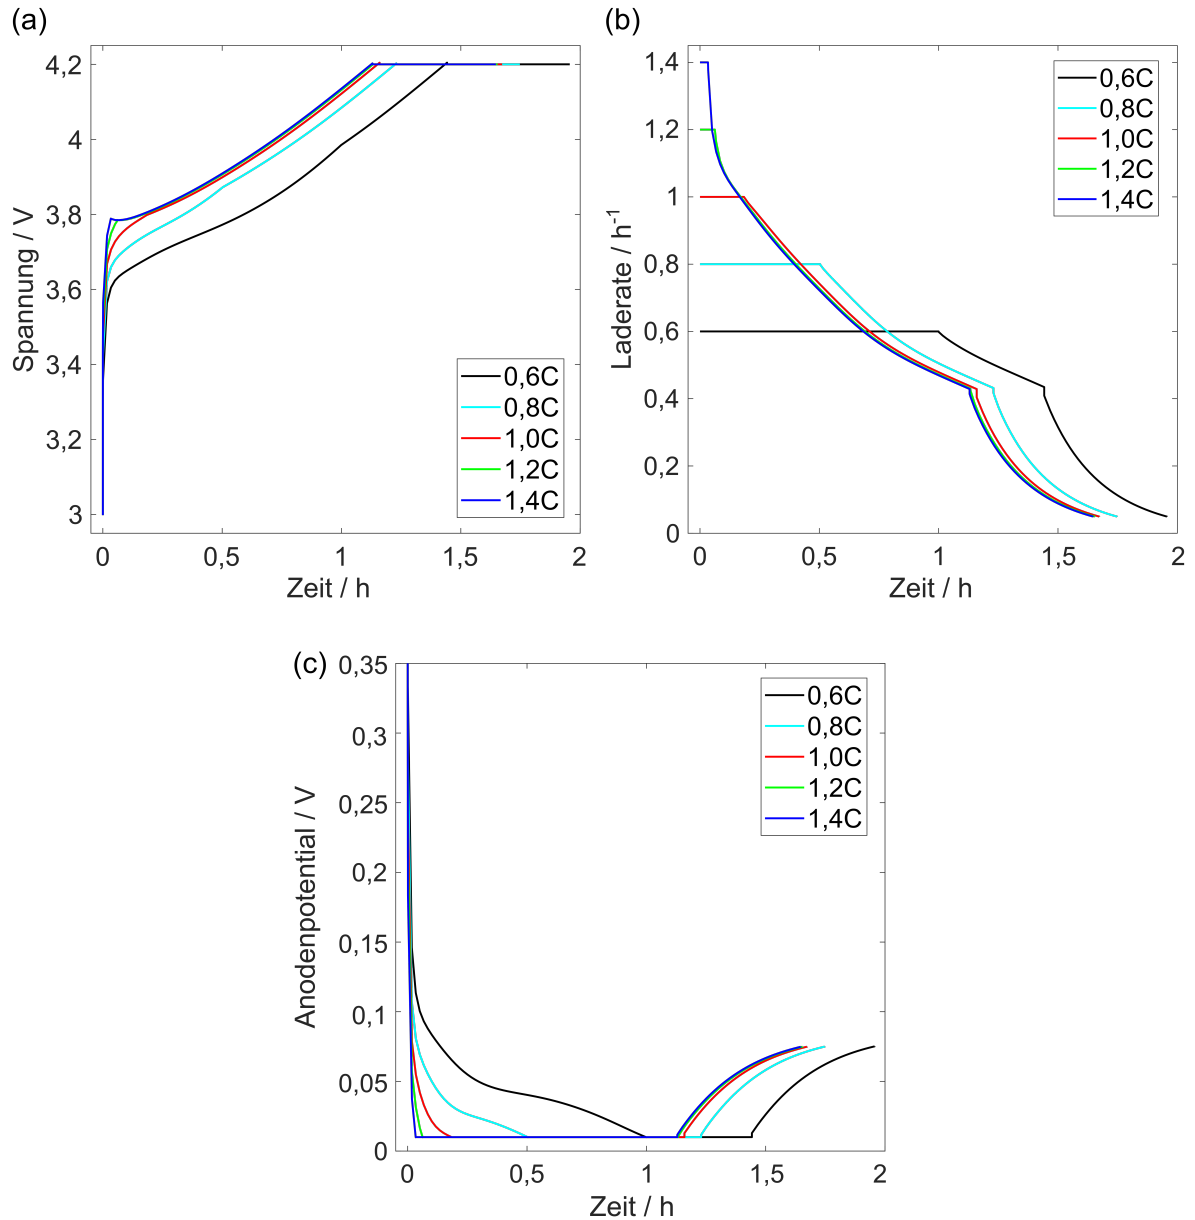 (a)
4,2
4
3,8
3,6
3,4
3,2
3
Spannung / V
0
0,5
1
1,5
2
Zeit / h
0,6C
0,8C
1,0C
1,2C
1,4C
(b)
1,4
1,2
1
0,8
0,6
0,4
0,2
0
Laderate / h⁻¹
0
0,5
1
1,5
2
Zeit / h
0,6C
0,8C
1,0C
1,2C
1,4C
(c)
0,35
0,3
0,25
0,2
0,15
0,1
0,05
0
Anodenpotential / V
0
0,5
1
1,5
2
Zeit / h
0,6C
0,8C
1,0C
1,2C
1,4C